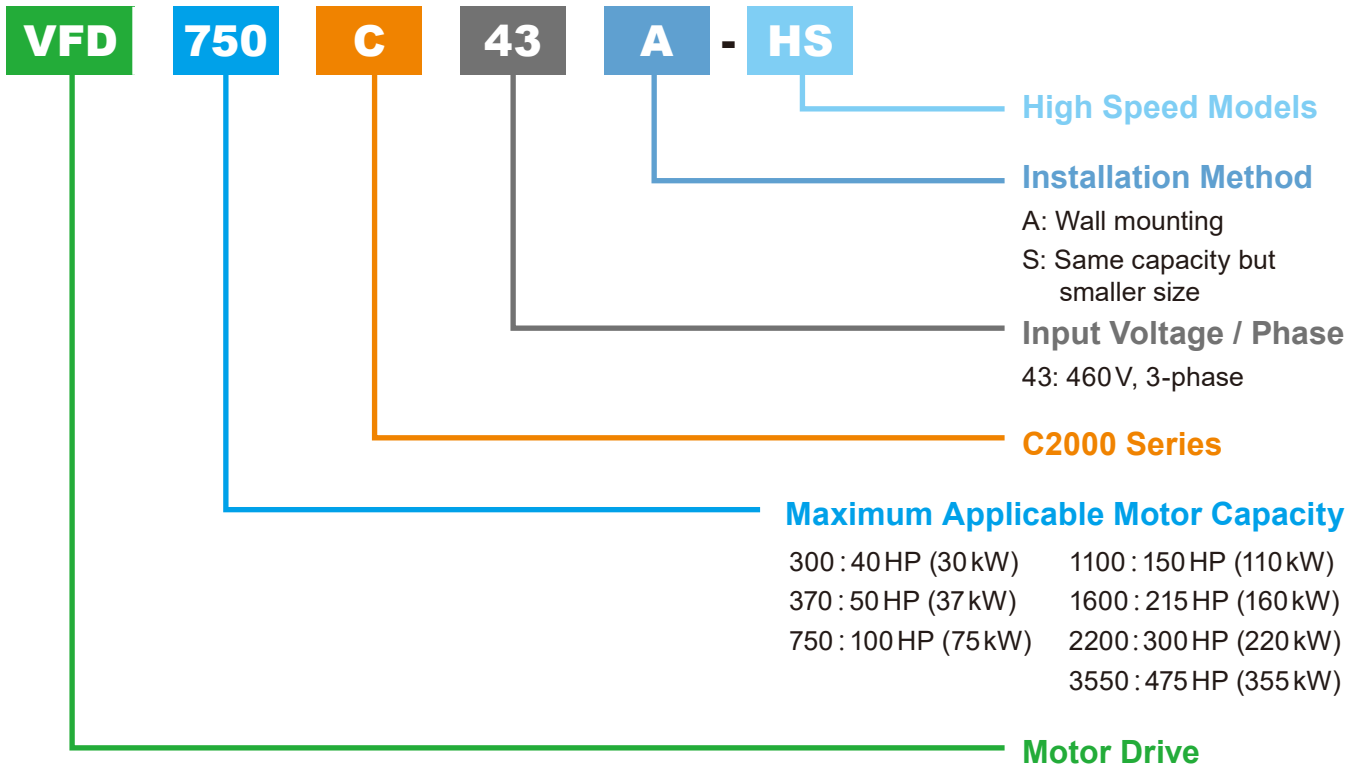 VFD 750 C 43 A - HS
High Speed Models
Installation Method
A: Wall mounting
S: Same capacity but
smaller size
Input Voltage / Phase
43: 460V, 3-phase
C2000 Series
Maximum Applicable Motor Capacity
300 : 40 HP (30 kW) 1100 : 150 HP (110 kW)
370 : 50 HP (37 kW) 1600 : 215 HP (160 kW)
750 : 100 HP (75 kW) 2200 : 300 HP (220 kW)
3550 : 475 HP (355 kW)
Motor Drive